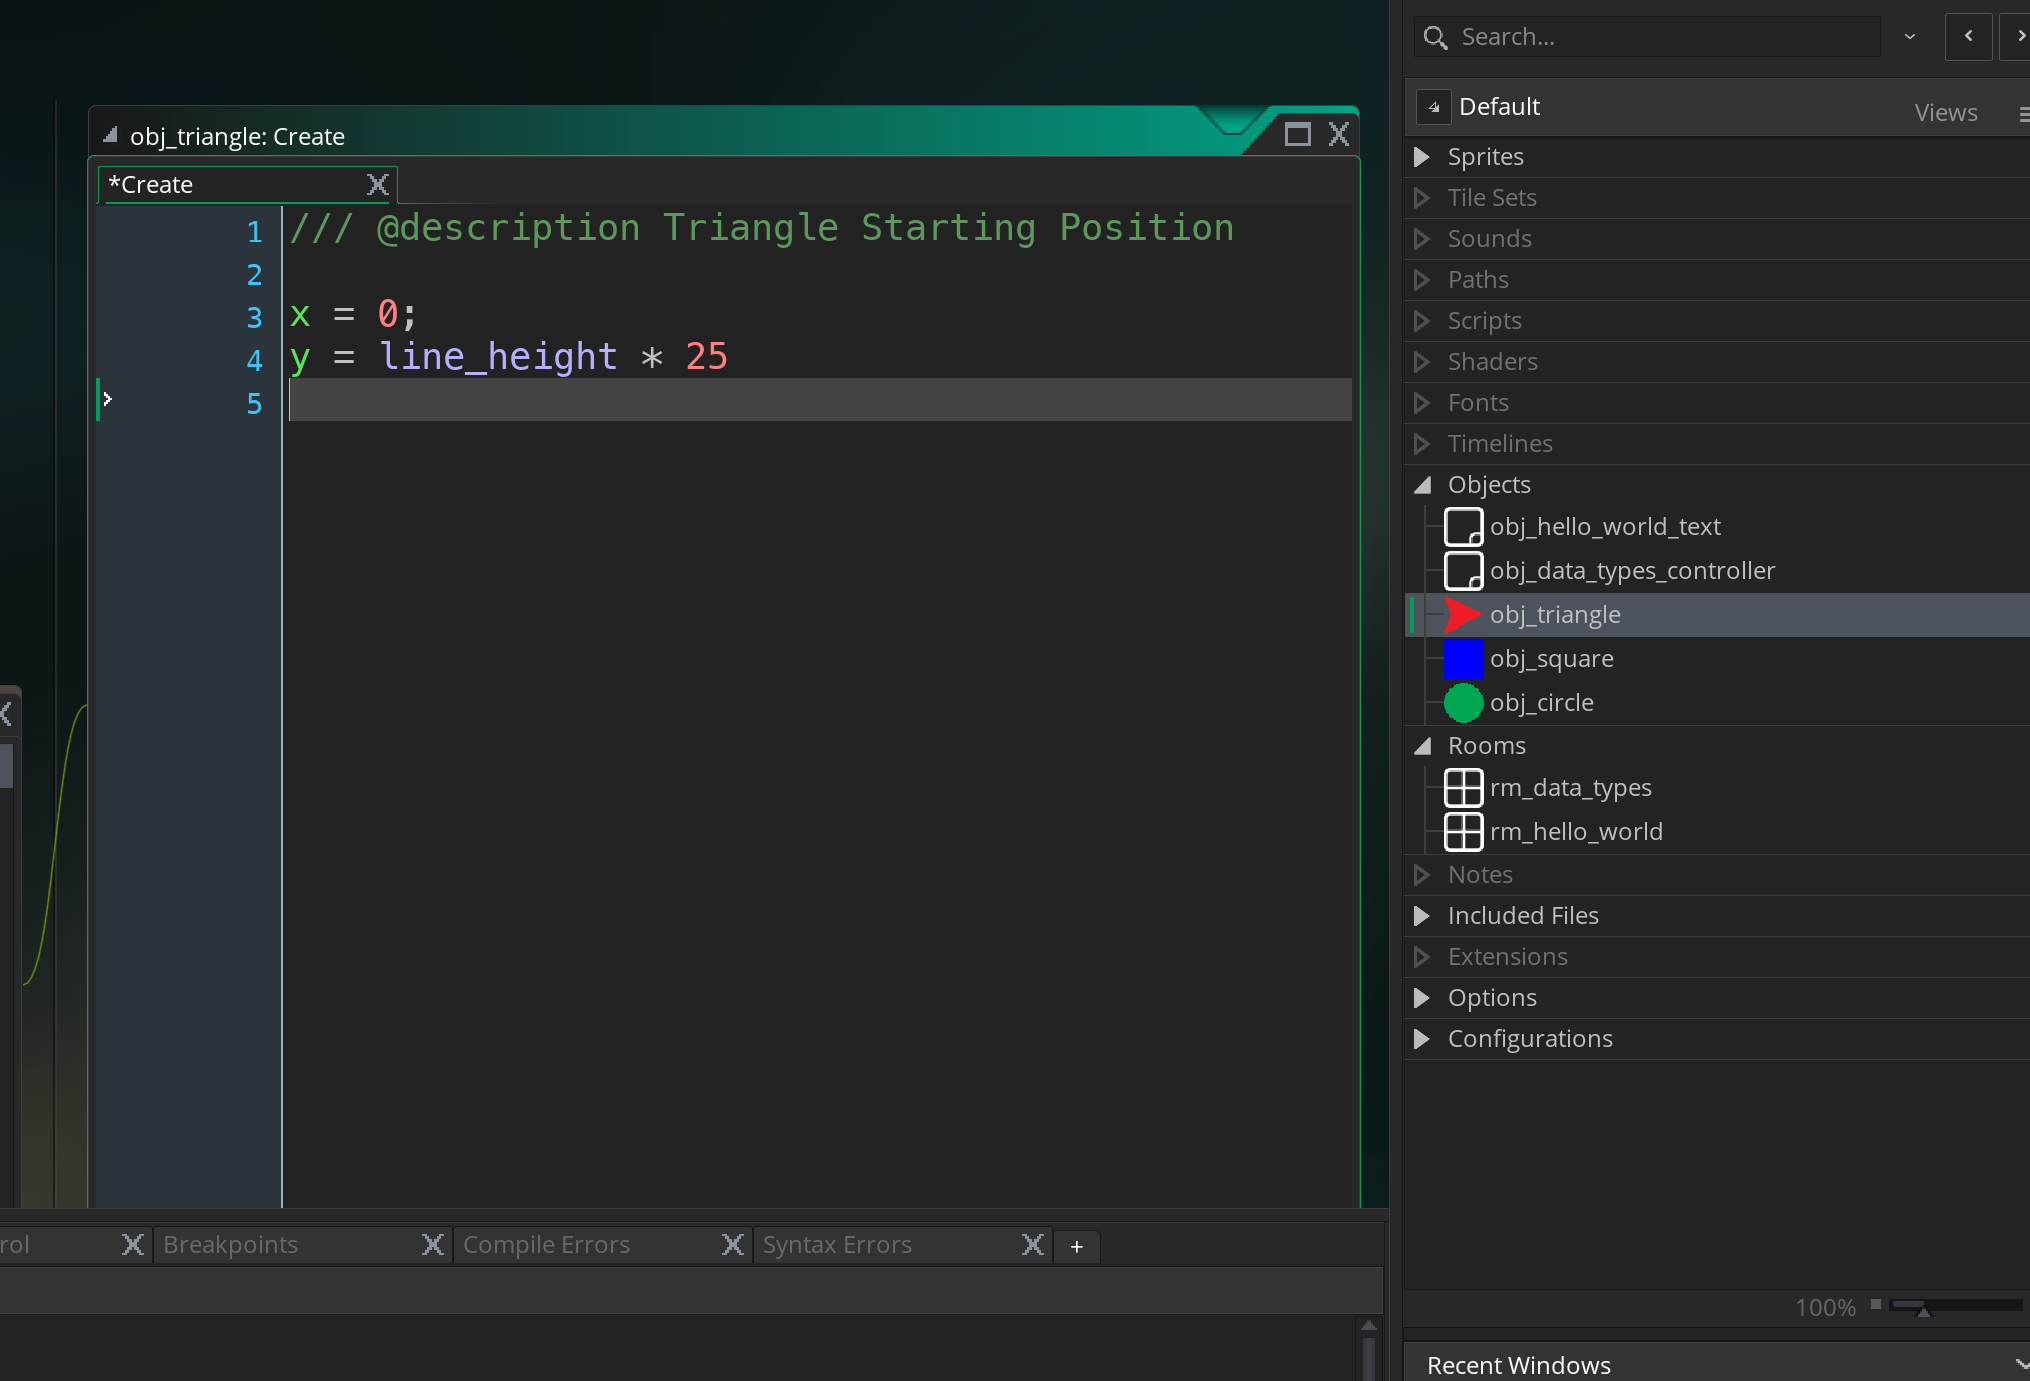 obj_triangle: Create
*Create
1 /// @description Triangle Starting Position
2
3 x = 0;
4 y = line_height * 25
5
rol
Breakpoints
Compile Errors
Syntax Errors
+
Search...
Default
Views
Sprites
Tile Sets
Sounds
Paths
Scripts
Shaders
Fonts
Timelines
Objects
obj_hello_world_text
obj_data_types_controller
obj_triangle
obj_square
obj_circle
Rooms
rm_data_types
rm_hello_world
Notes
Included Files
Extensions
Options
Configurations
100%
Recent Windows